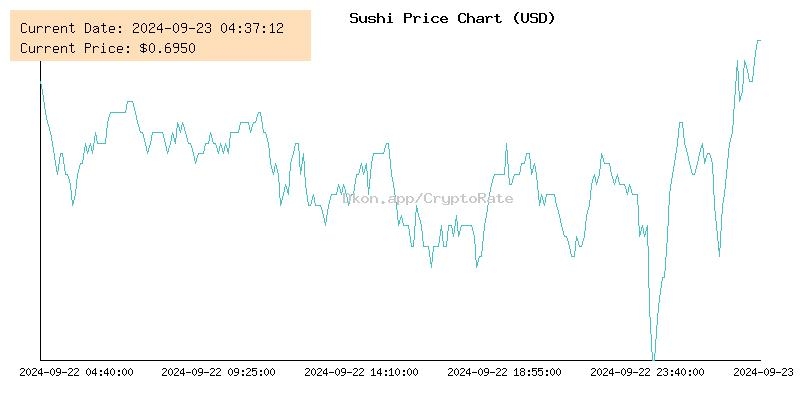 Sushi Price Chart (USD)
Current Date: 2024-09-23 04:37:12
Current Price: $0.6950
Dkon.app/CryptoRate
2024-09-22 04:40:00 2024-09-22 09:25:00 2024-09-22 14:10:00 2024-09-22 18:55:00 2024-09-22 23:40:00 2024-09-23